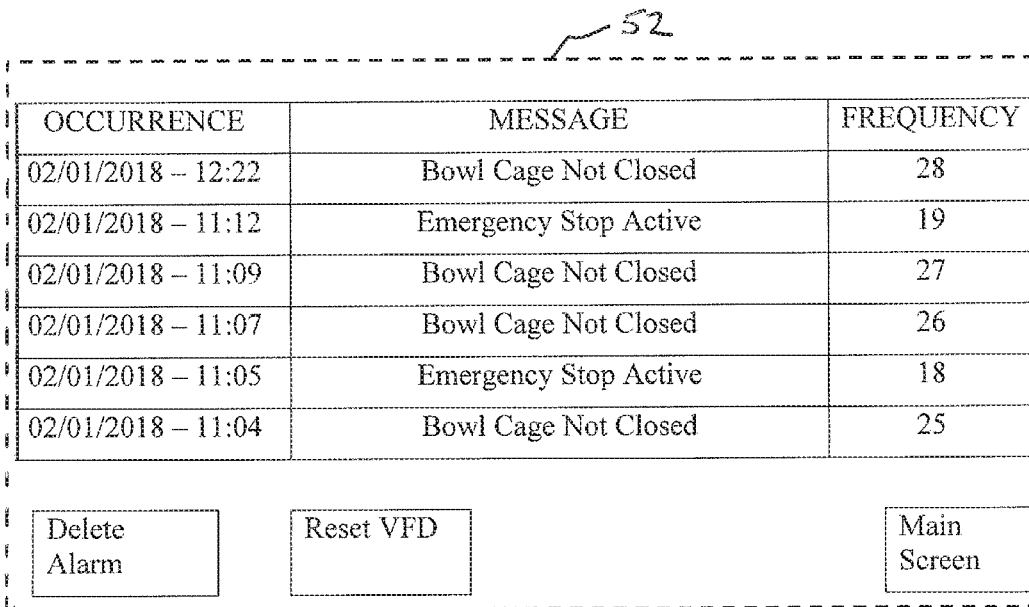 52
OCCURRENCE MESSAGE FREQUENCY
02/01/2018 – 12:22 Bowl Cage Not Closed 28
02/01/2018 – 11:12 Emergency Stop Active 19
02/01/2018 – 11:09 Bowl Cage Not Closed 27
02/01/2018 – 11:07 Bowl Cage Not Closed 26
02/01/2018 – 11:05 Emergency Stop Active 18
02/01/2018 – 11:04 Bowl Cage Not Closed 25
Delete Reset VFD Main
Alarm Screen